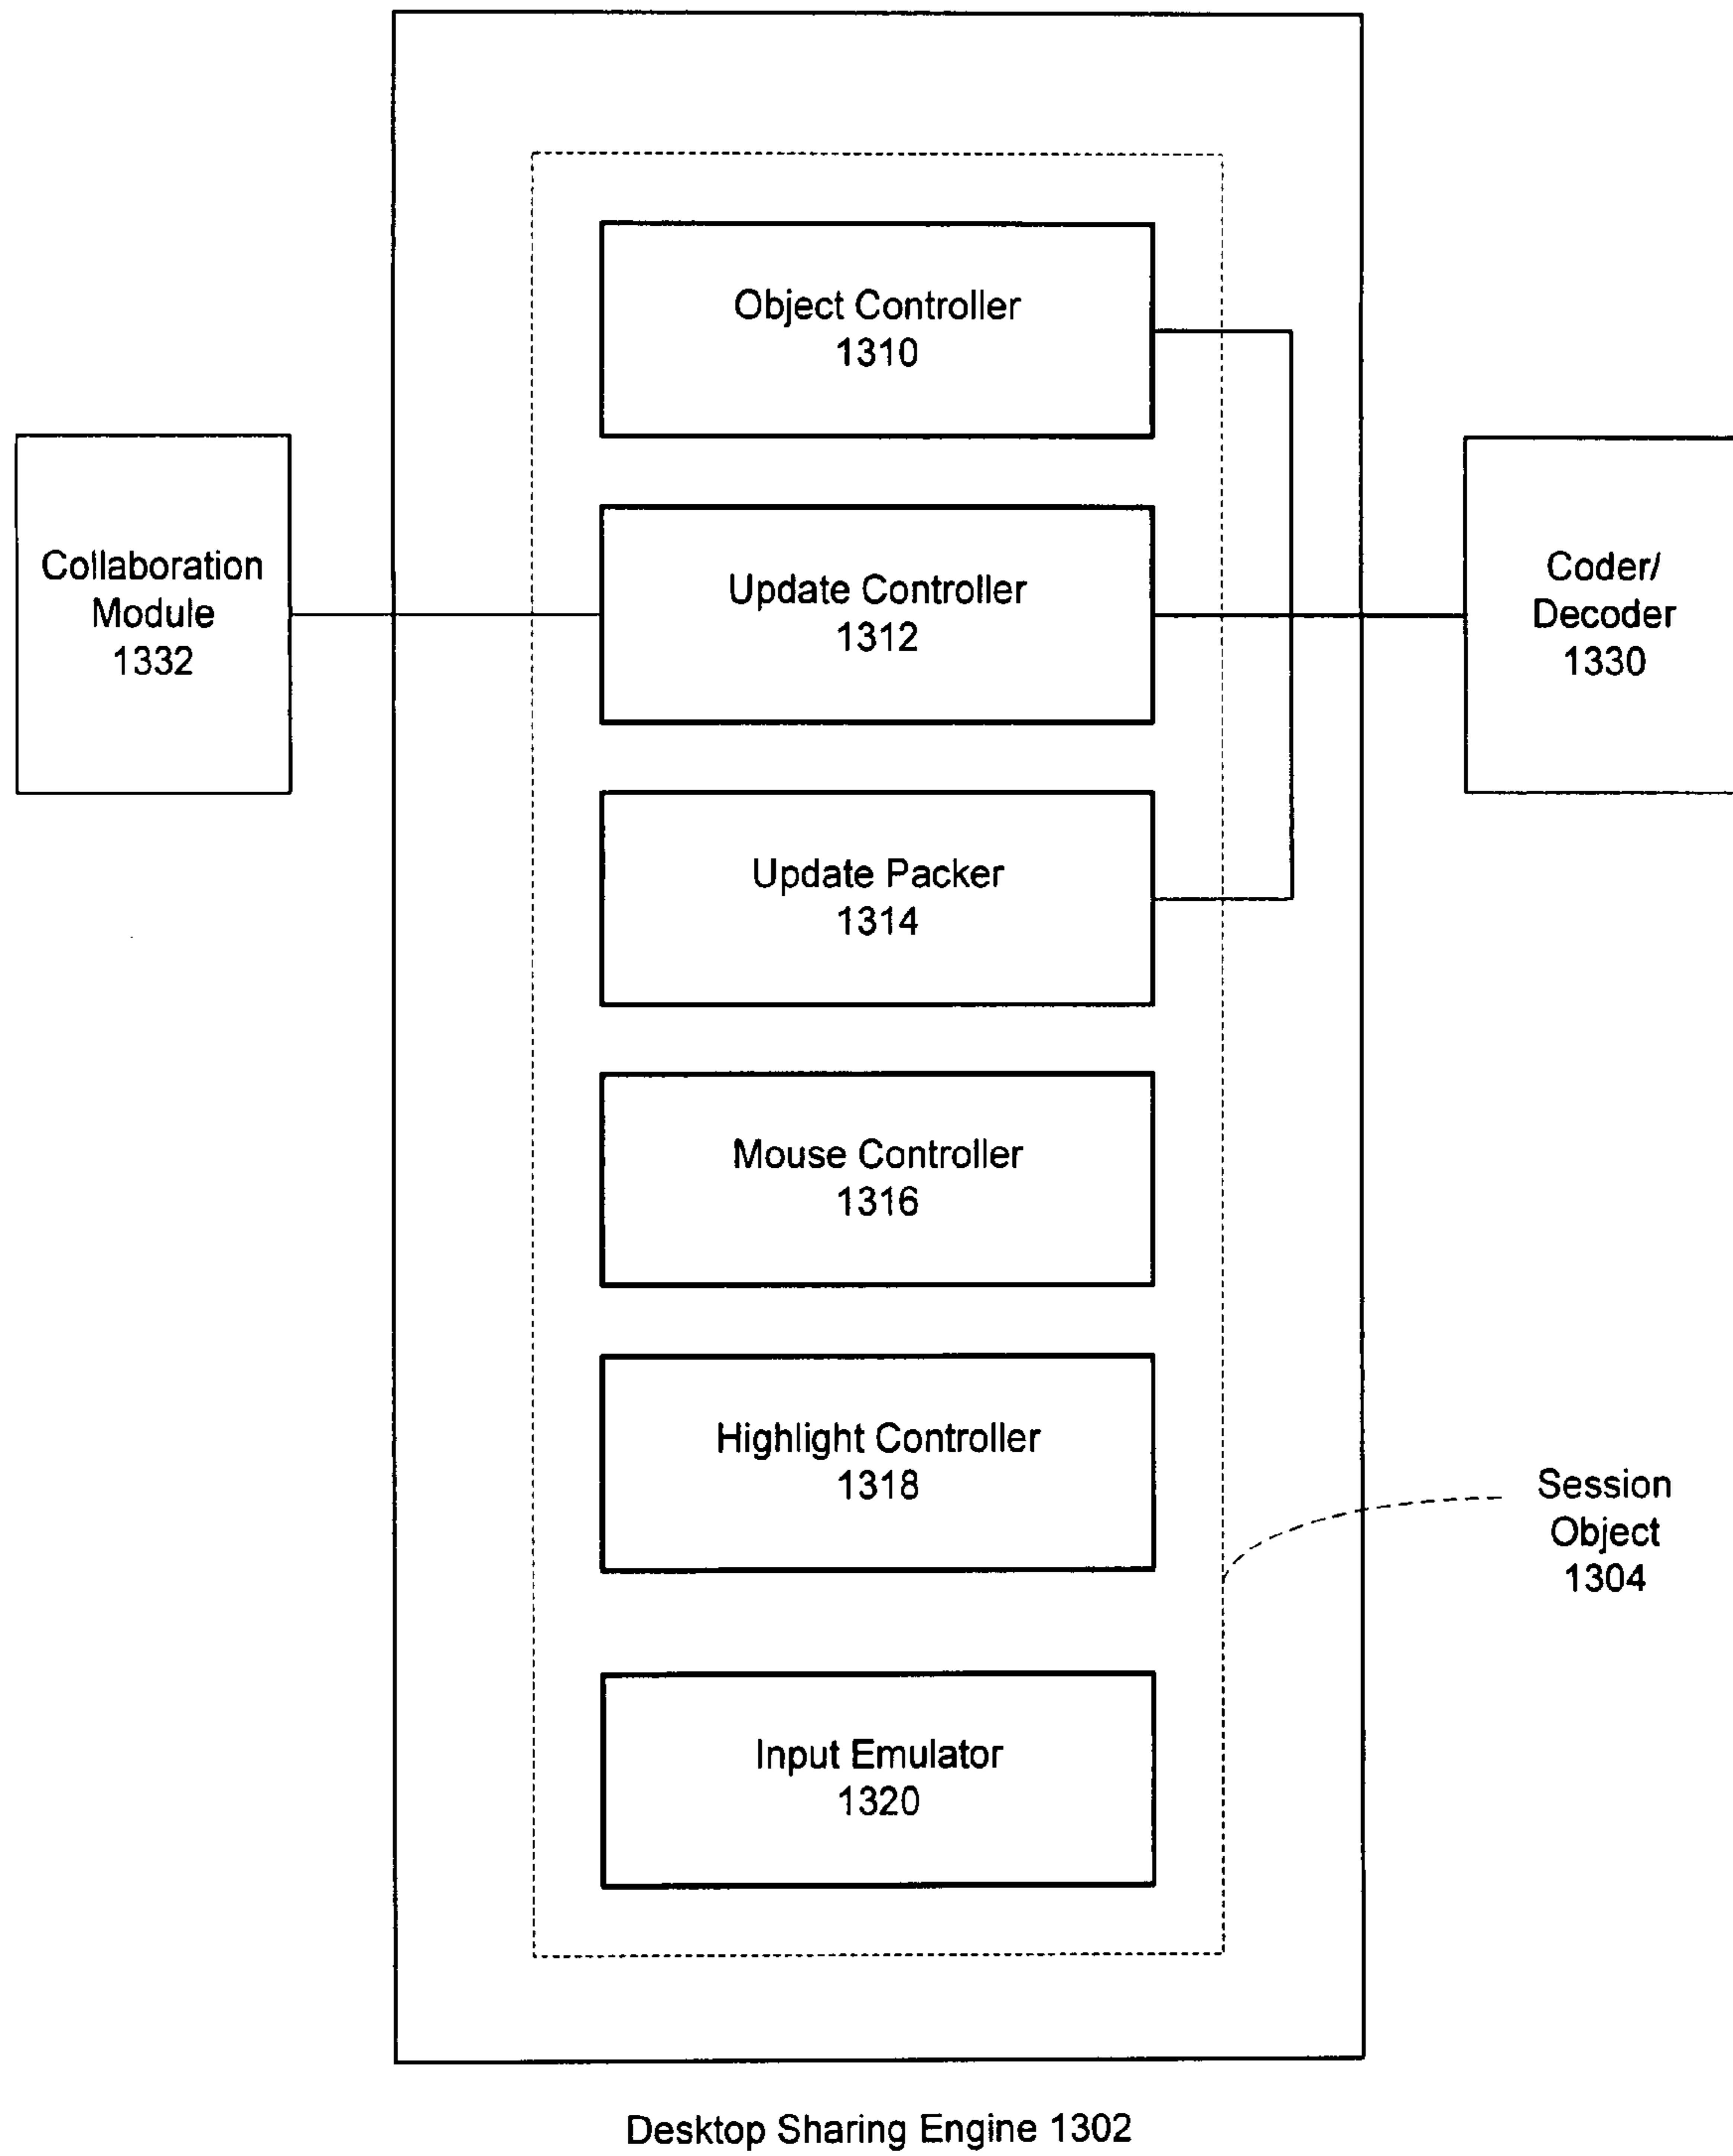 Object Controller
1310
Collaboration
Module
1332
Update Controller
1312
Coder/
Decoder
1330
Update Packer
1314
Mouse Controller
1316
Highlight Controller
1318
Session
Object
1304
Input Emulator
1320
Desktop Sharing Engine 1302